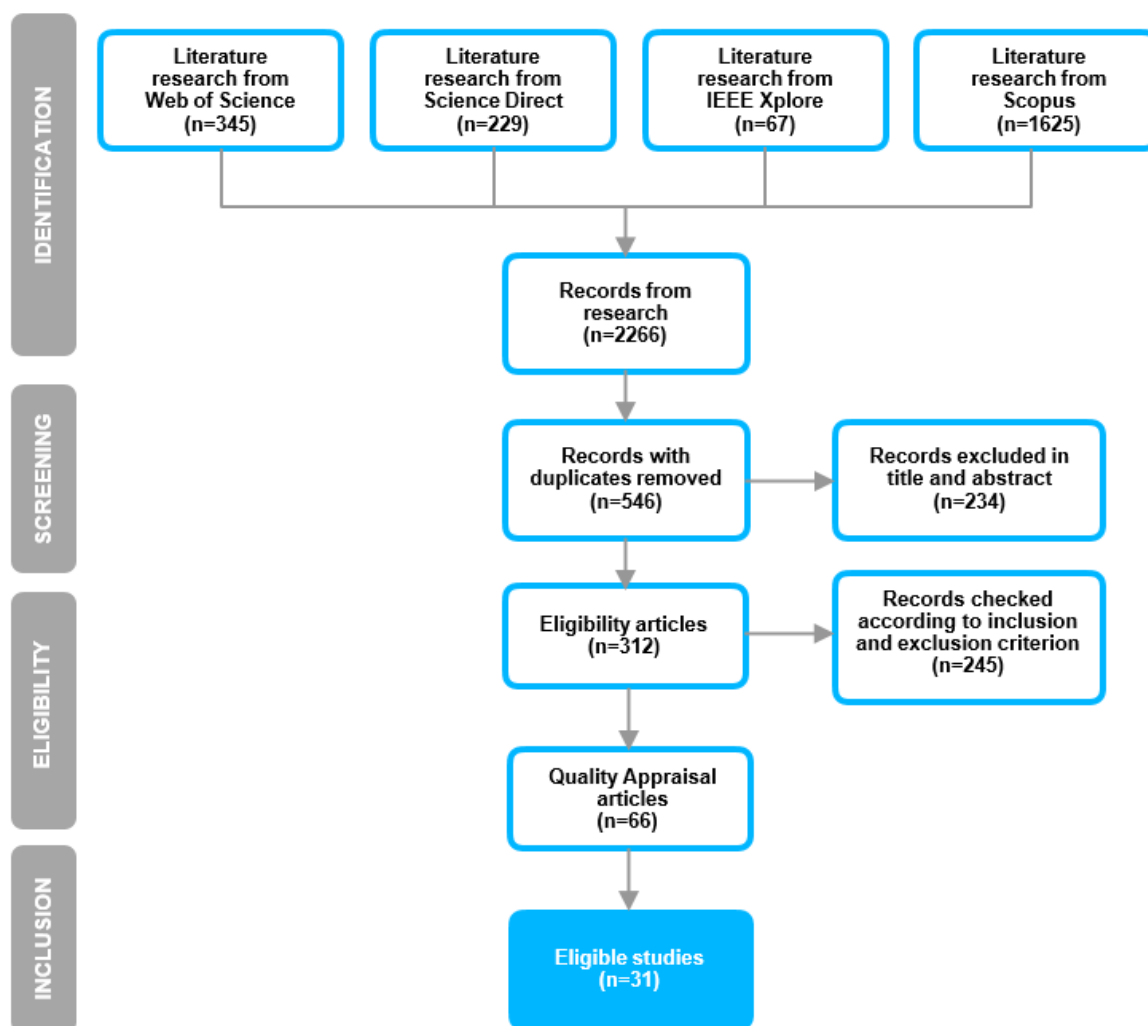 IDENTIFICATION
Literature
research from
Web of Science
(n=345)
Literature
research from
Science Direct
(n=229)
Literature
research from
IEEE Xplore
(n=67)
Literature
research from
Scopus
(n=1625)
Records from
research
(n=2266)
SCREENING
Records with
duplicates removed
(n=546)
Records excluded in
title and abstract
(n=234)
ELIGIBILITY
Eligibility articles
(n=312)
Records checked
according to inclusion
and exclusion criterion
(n=245)
Quality Appraisal
articles
(n=66)
INCLUSION
Eligible studies
(n=31)